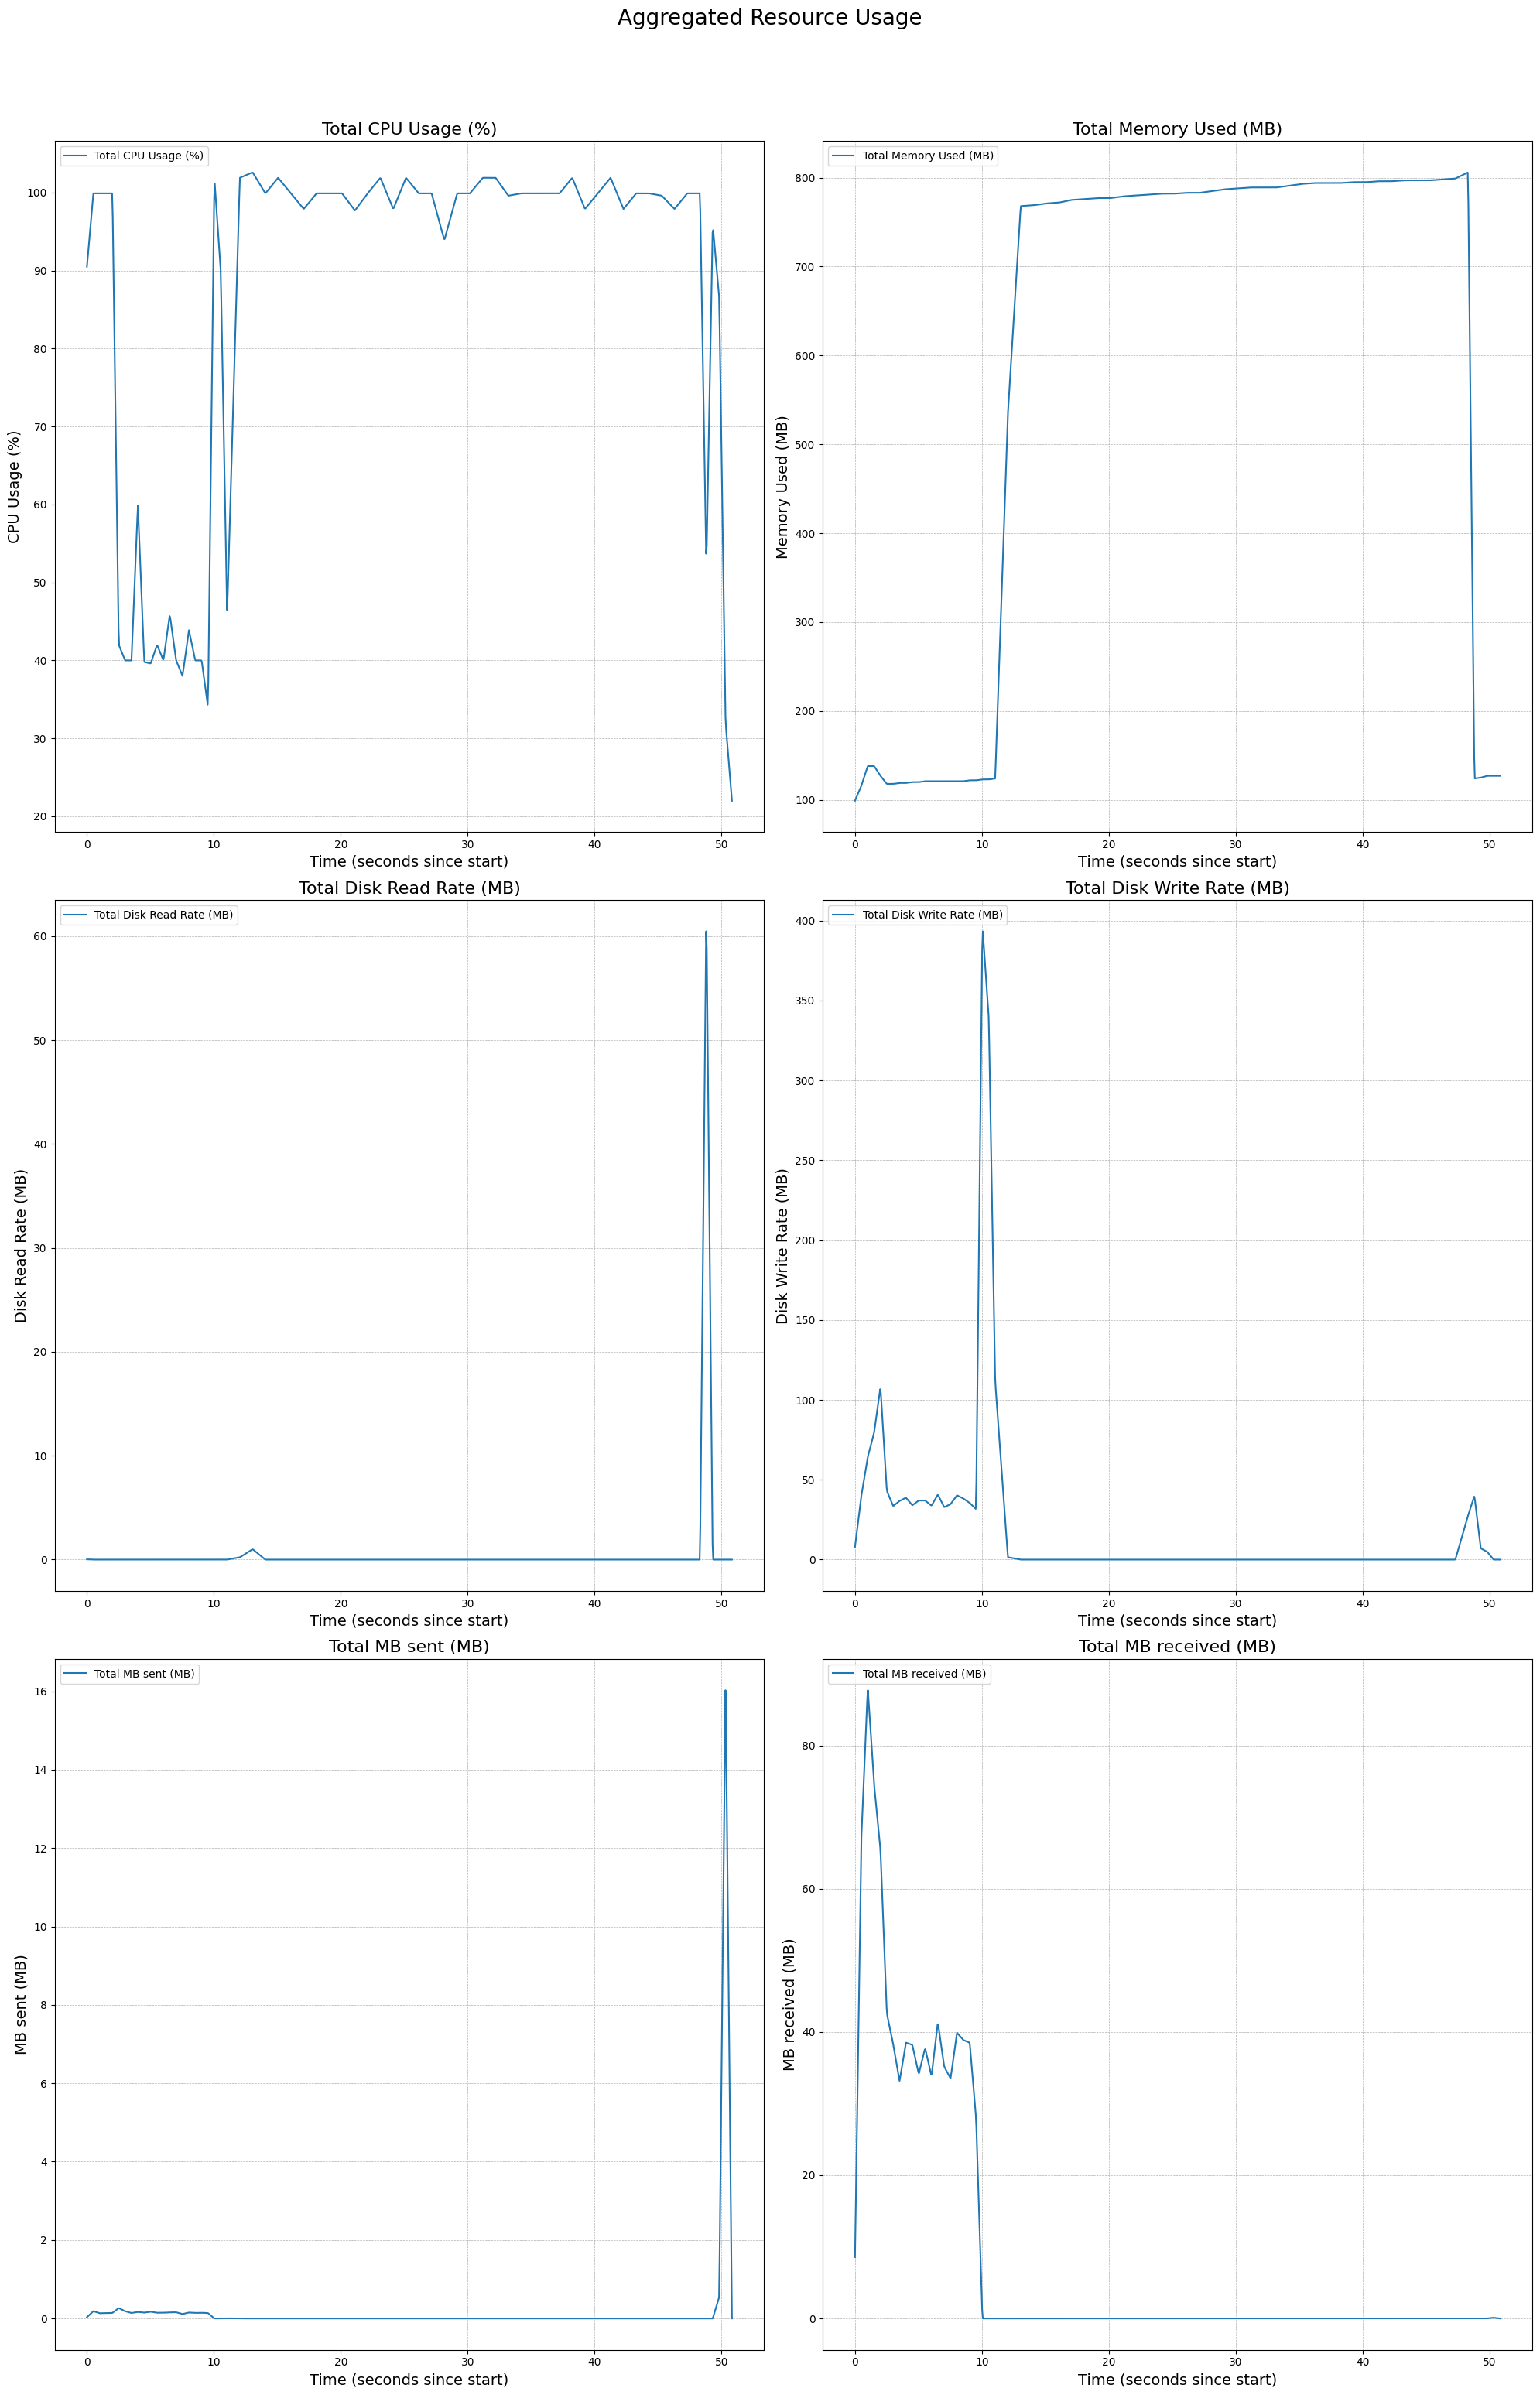 Aggregated Resource Usage
Total CPU Usage (%)
Total CPU Usage (%)
CPU Usage (%)
100
90
80
70
60
50
40
30
20
0 10 20 30 40 50
Time (seconds since start)
Total Memory Used (MB)
Total Memory Used (MB)
Memory Used (MB)
800
700
600
500
400
300
200
100
0 10 20 30 40 50
Time (seconds since start)
Total Disk Read Rate (MB)
Total Disk Read Rate (MB)
Disk Read Rate (MB)
60
50
40
30
20
10
0
0 10 20 30 40 50
Time (seconds since start)
Total Disk Write Rate (MB)
Total Disk Write Rate (MB)
Disk Write Rate (MB)
400
350
300
250
200
150
100
50
0
0 10 20 30 40 50
Time (seconds since start)
Total MB sent (MB)
Total MB sent (MB)
MB sent (MB)
16
14
12
10
8
6
4
2
0
0 10 20 30 40 50
Time (seconds since start)
Total MB received (MB)
Total MB received (MB)
MB received (MB)
80
60
40
20
0
0 10 20 30 40 50
Time (seconds since start)